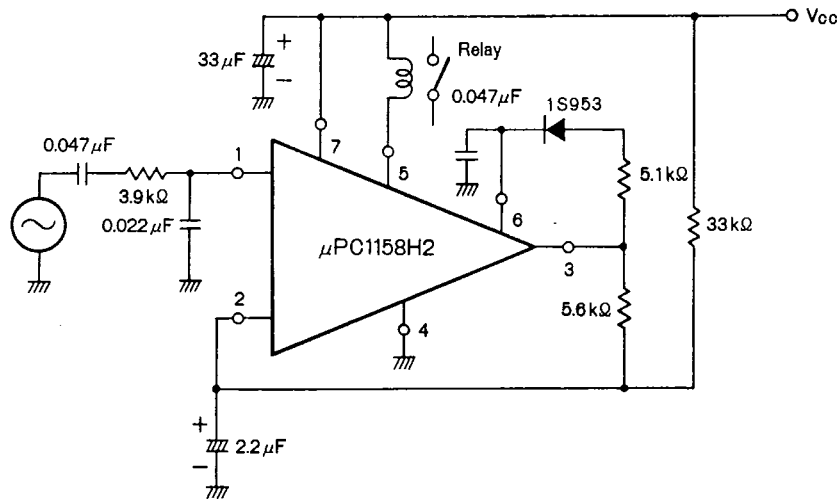 VCC
+
33μF
−
Relay
0.047μF
1S953
0.047μF
1
7
5
5.1kΩ
3.9kΩ
6
33kΩ
0.022μF
μPC1158H2
3
2
5.6kΩ
4
+
2.2μF
−